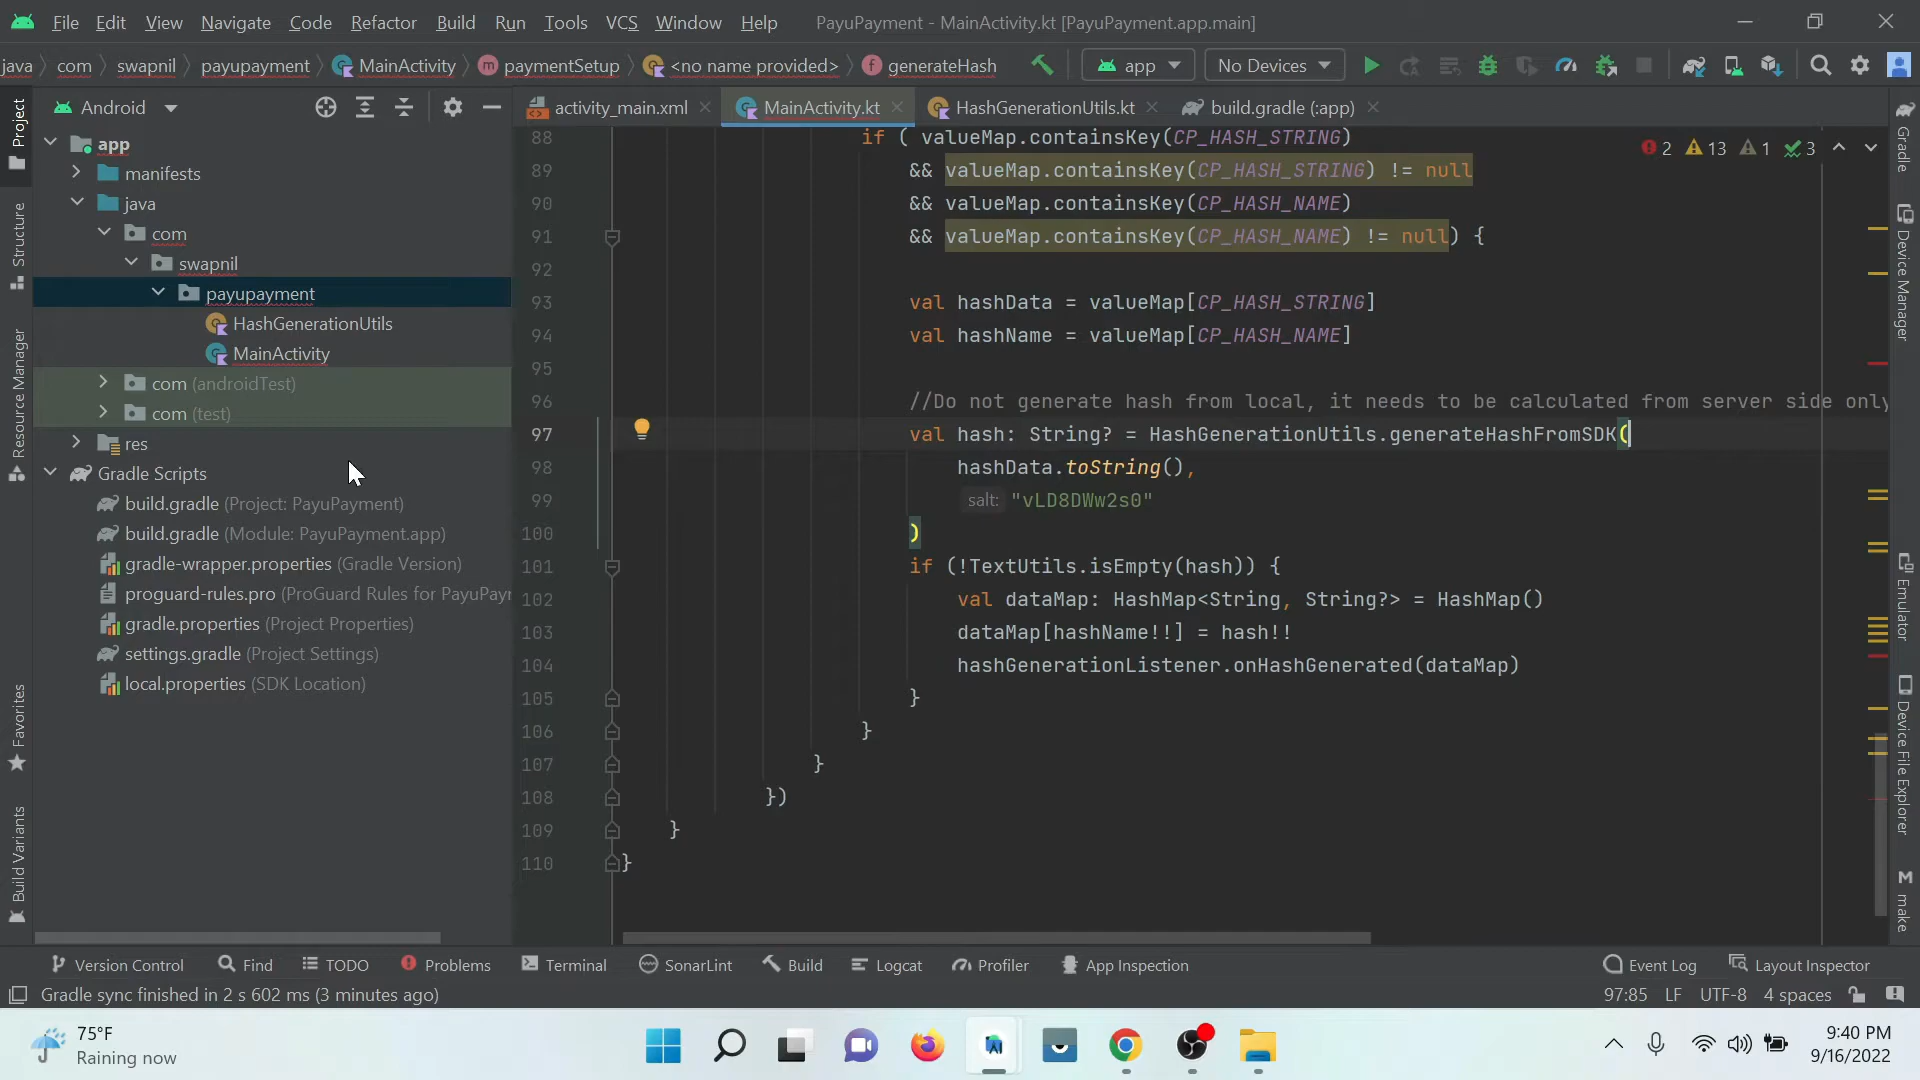 File Edit View Navigate Code Refactor Build Run Tools VCS Window Help PayuPayment - MainActivity.kt [PayuPayment.app.main]
java com swapnil payupayment MainActivity paymentSetup <no name provided> generateHash app No Devices
Android
activity_main.xml MainActivity.kt HashGenerationUtils.kt build.gradle (:app)
Project
Structure
Resource Manager
Favorites
Build Variants
app
manifests
java
com
swapnil
payupayment
HashGenerationUtils
MainActivity
com (androidTest)
com (test)
res
Gradle Scripts
build.gradle (Project: PayuPayment)
build.gradle (Module: PayuPayment.app)
gradle-wrapper.properties (Gradle Version)
proguard-rules.pro (ProGuard Rules for PayuPayr
gradle.properties (Project Properties)
settings.gradle (Project Settings)
local.properties (SDK Location)
2 13 1 3
88 if ( valueMap.containsKey(CP_HASH_STRING)
89 && valueMap.containsKey(CP_HASH_STRING) != null
90 && valueMap.containsKey(CP_HASH_NAME)
91 && valueMap.containsKey(CP_HASH_NAME) != null) {
92
93 val hashData = valueMap[CP_HASH_STRING]
94 val hashName = valueMap[CP_HASH_NAME]
95
96 //Do not generate hash from local, it needs to be calculated from server side only
97 val hash: String? = HashGenerationUtils.generateHashFromSDK(
98 hashData.toString(),
99 salt: "vLD8DWw2s0"
100 )
101 if (!TextUtils.isEmpty(hash)) {
102 val dataMap: HashMap<String, String?> = HashMap()
103 dataMap[hashName!!] = hash!!
104 hashGenerationListener.onHashGenerated(dataMap)
105 }
106 }
107 }
108 })
109 }
110 }
Gradle
Device Manager
Emulator
Device File Explorer
make
Version Control Find TODO Problems Terminal SonarLint Build Logcat Profiler App Inspection Event Log Layout Inspector
Gradle sync finished in 2 s 602 ms (3 minutes ago) 97:85 LF UTF-8 4 spaces
75°F
Raining now
9:40 PM
9/16/2022